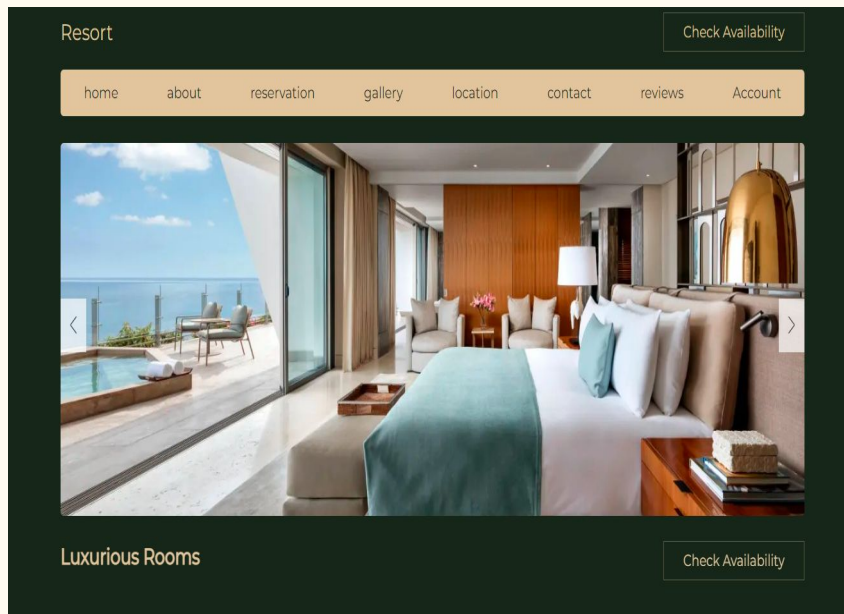 Resort
Check Availability
home about reservation gallery location contact reviews Account
Luxurious Rooms
Check Availability